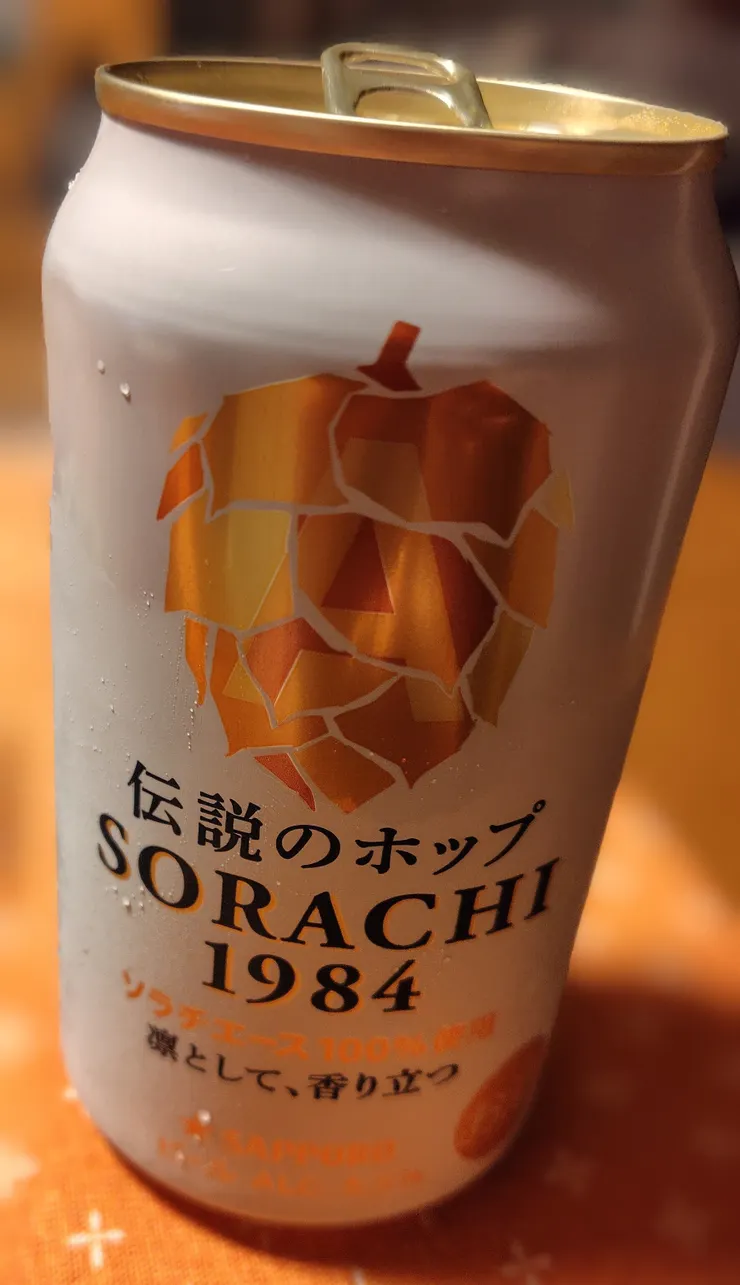 伝説のホップ
SORACHI
1984
ソラチエース100%使用
凛として、香り立つ
★ SAPPORO